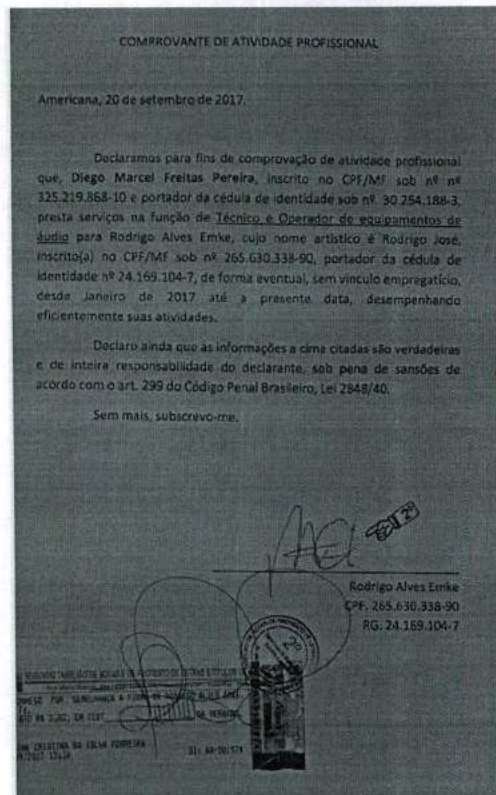 COMPROVANTE DE ATIVIDADE PROFISSIONAL
Americana, 20 de setembro de 2017.
Declaramos para fins de comprovação de atividade profissional
que, Diego Marcel Freitas Pereira, inscrito no CPF/MF sob nº nº
325.219.868-10 e portador da cédula de identidade sob nº. 30.254.188-3,
presta serviços na função de Técnico e Operador de equipamentos de
áudio para Rodrigo Alves Emke, cujo nome artístico é Rodrigo José,
inscrito(a) no CPF/MF sob nº 265.630.338-90, portador da cédula de
identidade nº 24.169.104-7, de forma eventual, sem vínculo empregatício,
desde Janeiro de 2017 até a presente data, desempenhando
eficientemente suas atividades.
Declaro ainda que as informações a cima citadas são verdadeiras
e de inteira responsabilidade do declarante, sob pena de sansões de
acordo com o art. 299 do Código Penal Brasileiro, Lei 2848/40.
Sem mais, subscrevo-me.
2º
Rodrigo Alves Emke
CPF. 265.630.338-90
RG. 24.169.104-7
2º
POR SEMELHANÇA A
CRISTINA DA SILVA